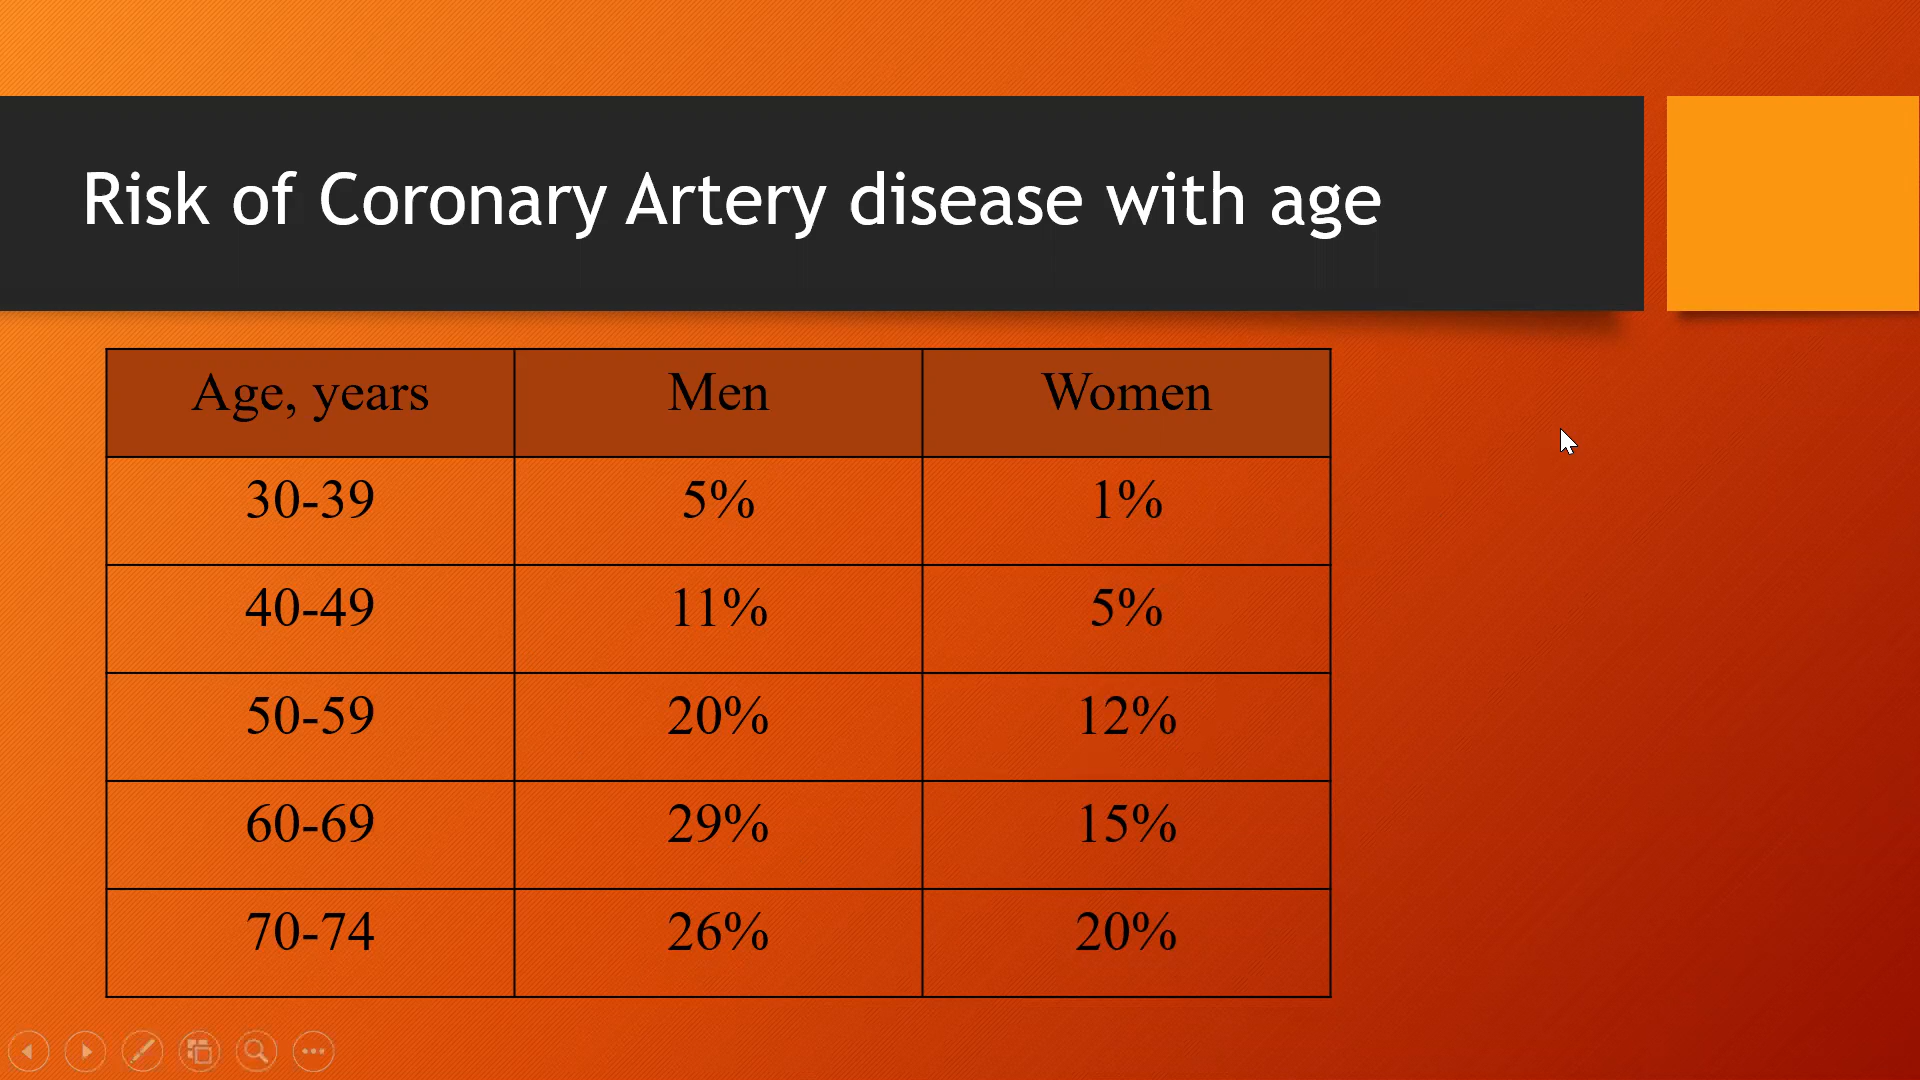 Risk of Coronary Artery disease with age
Age, years Men Women
30-39 5% 1%
40-49 11% 5%
50-59 20% 12%
60-69 29% 15%
70-74 26% 20%